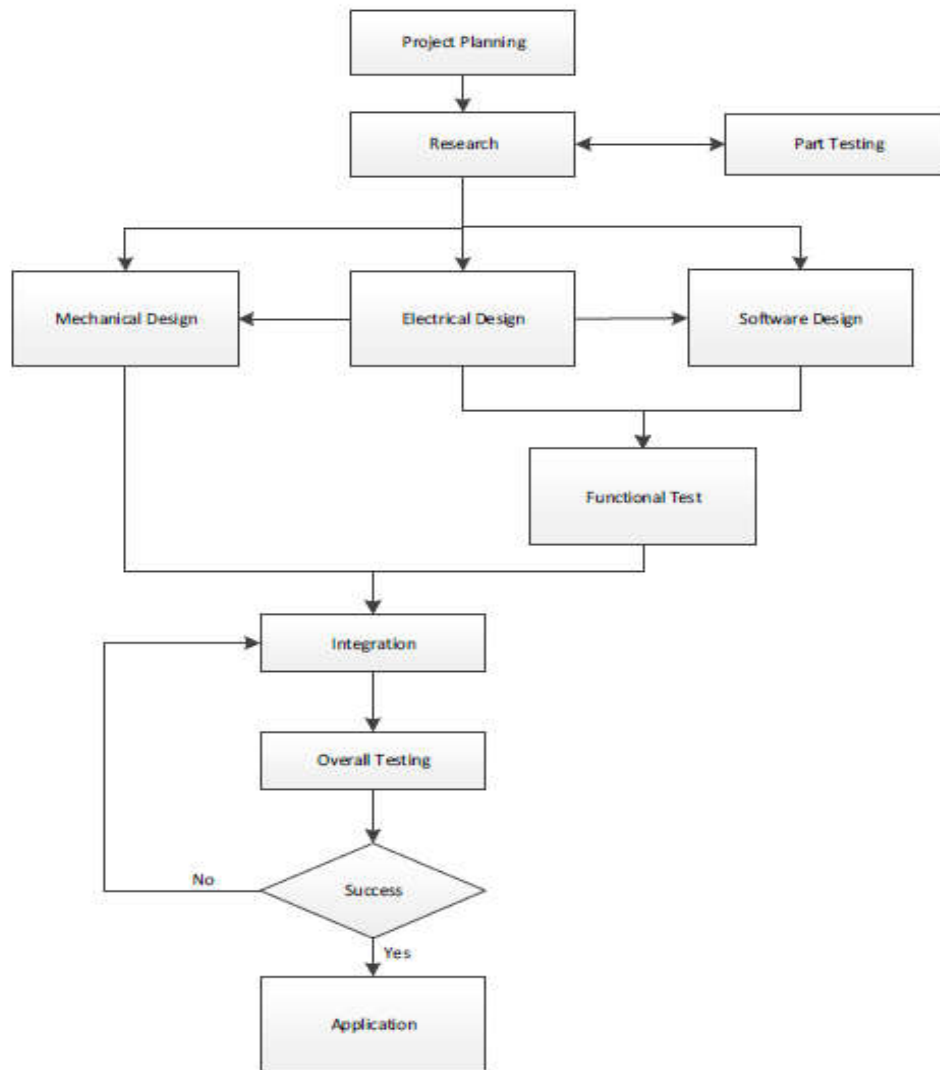 Project Planning
Research
Part Testing
Mechanical Design
Electrical Design
Software Design
Functional Test
Integration
Overall Testing
No
Success
Yes
Application